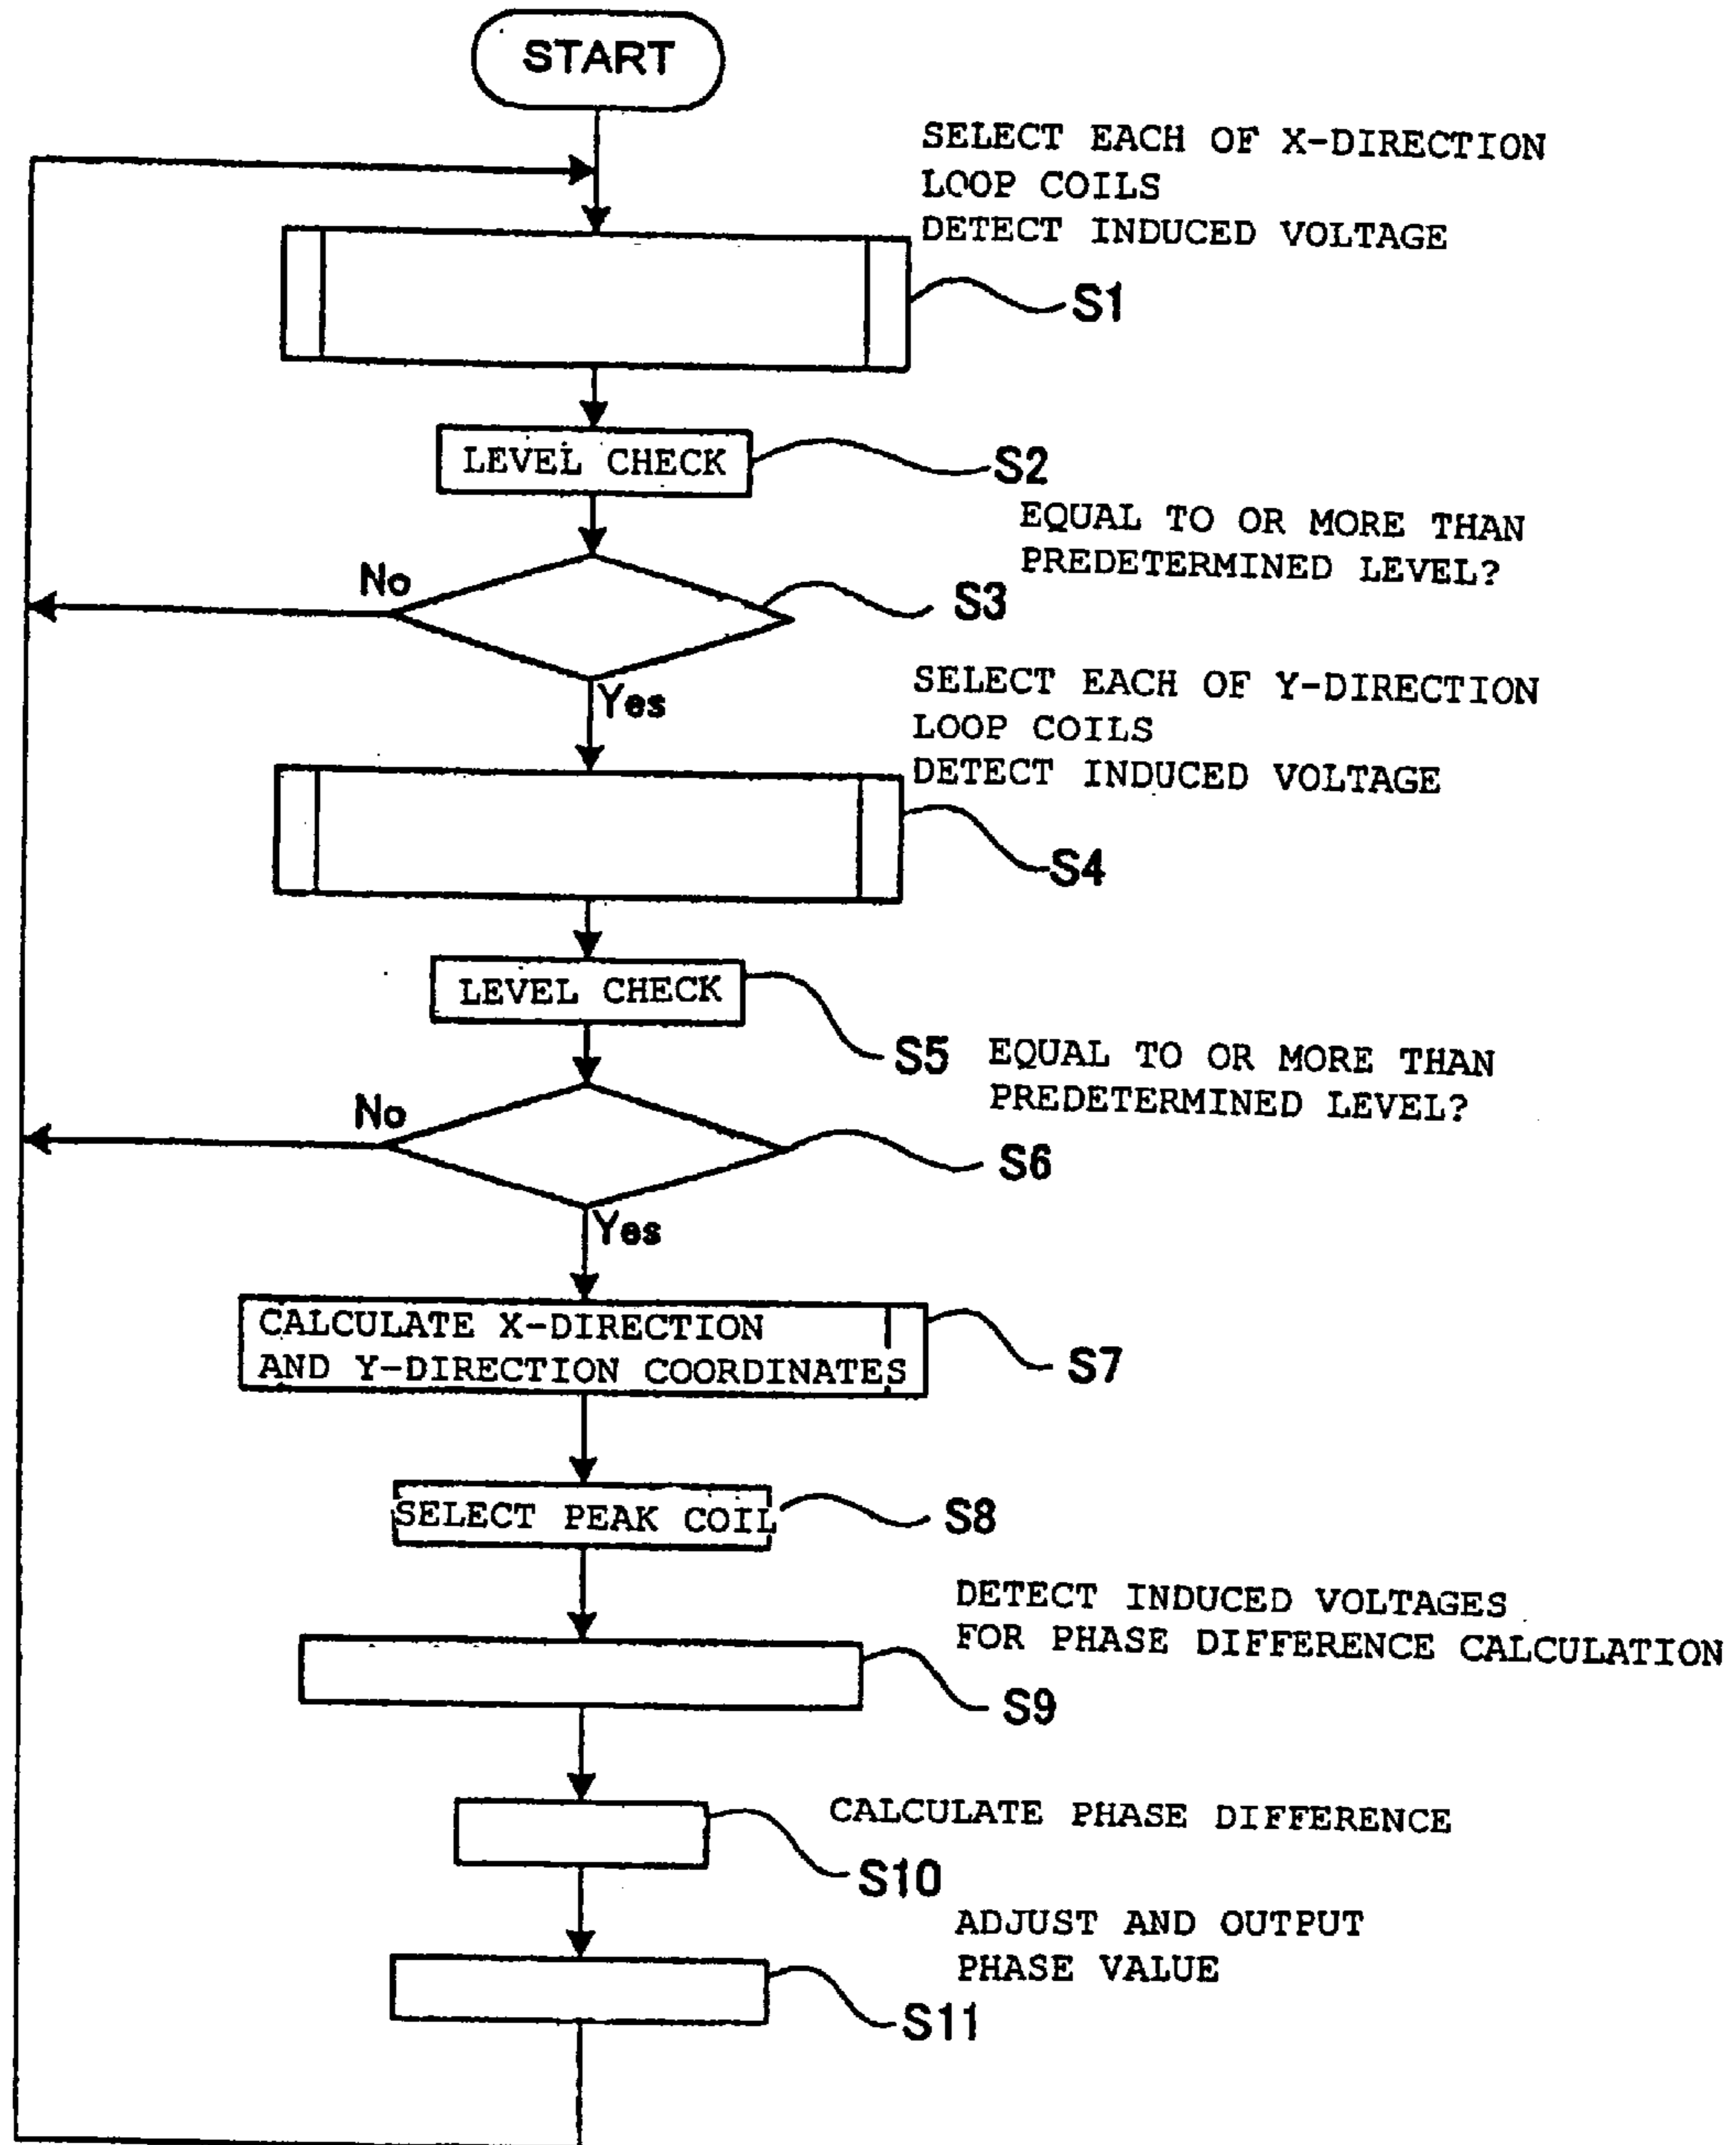 START
SELECT EACH OF X-DIRECTION
LOOP COILS
DETECT INDUCED VOLTAGE
S1
LEVEL CHECK
S2
EQUAL TO OR MORE THAN
PREDETERMINED LEVEL?
No
S3
Yes
SELECT EACH OF Y-DIRECTION
LOOP COILS
DETECT INDUCED VOLTAGE
S4
LEVEL CHECK
S5
EQUAL TO OR MORE THAN
PREDETERMINED LEVEL?
No
S6
Yes
CALCULATE X-DIRECTION
AND Y-DIRECTION COORDINATES
S7
SELECT PEAK COIL
S8
DETECT INDUCED VOLTAGES
FOR PHASE DIFFERENCE CALCULATION
S9
CALCULATE PHASE DIFFERENCE
S10
ADJUST AND OUTPUT
PHASE VALUE
S11